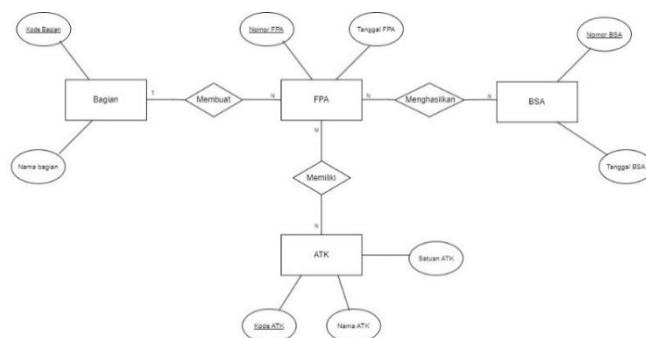 Kode Bagian
Nomor FPA
Tanggal FPA
Nomor BSA
Bagian
T
Membuat
N
FPA
N
Menghasilkan
N
BSA
M
Nama bagian
Tanggal BSA
Memiliki
N
ATK
Satuan ATK
Kode ATK
Nama ATK